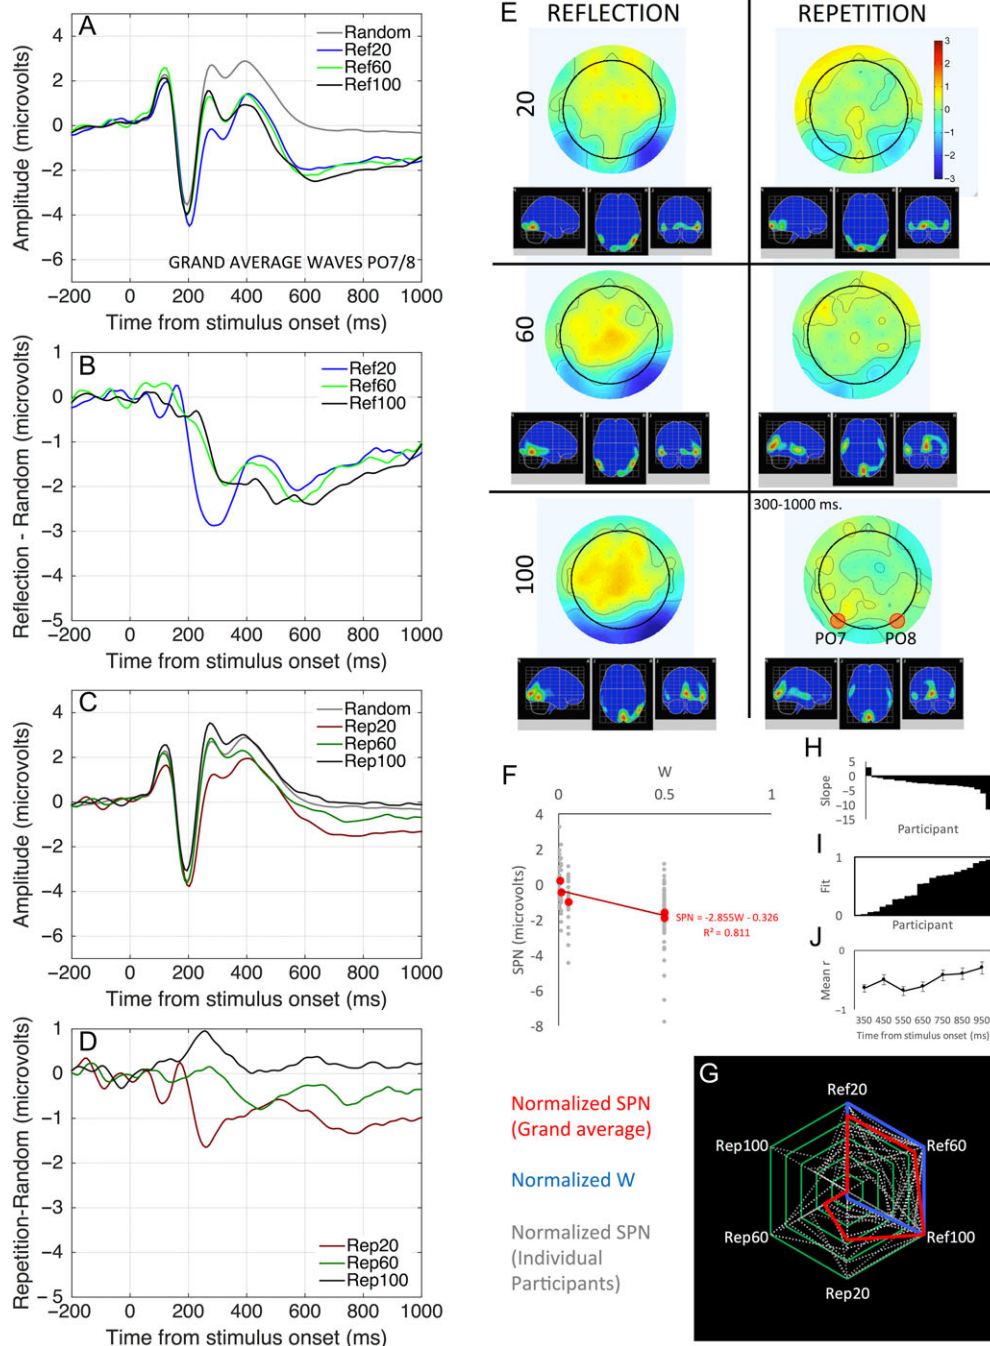 A
Random
Ref20
Ref60
Ref100
Amplitude (microvolts)
4
2
0
−2
−4
−6
GRAND AVERAGE WAVES PO7/8
−200 0 200 400 600 800 1000
Time from stimulus onset (ms)
B
Ref20
Ref60
Ref100
Reflection - Random (microvolts)
1
0
−1
−2
−3
−4
−5
−200 0 200 400 600 800 1000
Time from stimulus onset (ms)
C
Random
Rep20
Rep60
Rep100
Amplitude (microvolts)
4
2
0
−2
−4
−6
−200 0 200 400 600 800 1000
Time from stimulus onset (ms)
D
Rep20
Rep60
Rep100
Repetition-Random (microvolts)
1
0
−1
−2
−3
−4
−5
−200 0 200 400 600 800 1000
Time from stimulus onset (ms)
E
REFLECTION REPETITION
20
3
2
1
0
−1
−2
−3
60
100
300-1000 ms.
PO7 PO8
F
W
0 0.5 1
SPN (microvolts)
4
2
0
-2
-4
-6
-8
SPN = -2.855W - 0.326
R² = 0.811
H
Slope
5
0
−5
−10
−15
Participant
I
Fit
1
0
Participant
J
Mean r
0
−1
350 450 550 650 750 850 950
Time from stimulus onset (ms)
Normalized SPN
(Grand average)
Normalized W
Normalized SPN
(Individual
Participants)
G
Ref20
Ref60
Ref100
Rep20
Rep60
Rep100